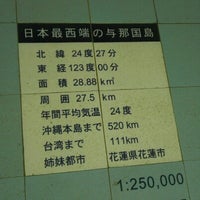 日本最西端の与那国島
北 緯 24度27分
東 経 123度00分
面 積 28.88 k㎡
周 囲 27.5 km
年間平均気温 24度
沖縄本島まで 520 km
台湾まで 111km
姉妹都市 花蓮県花蓮市
1:250,000